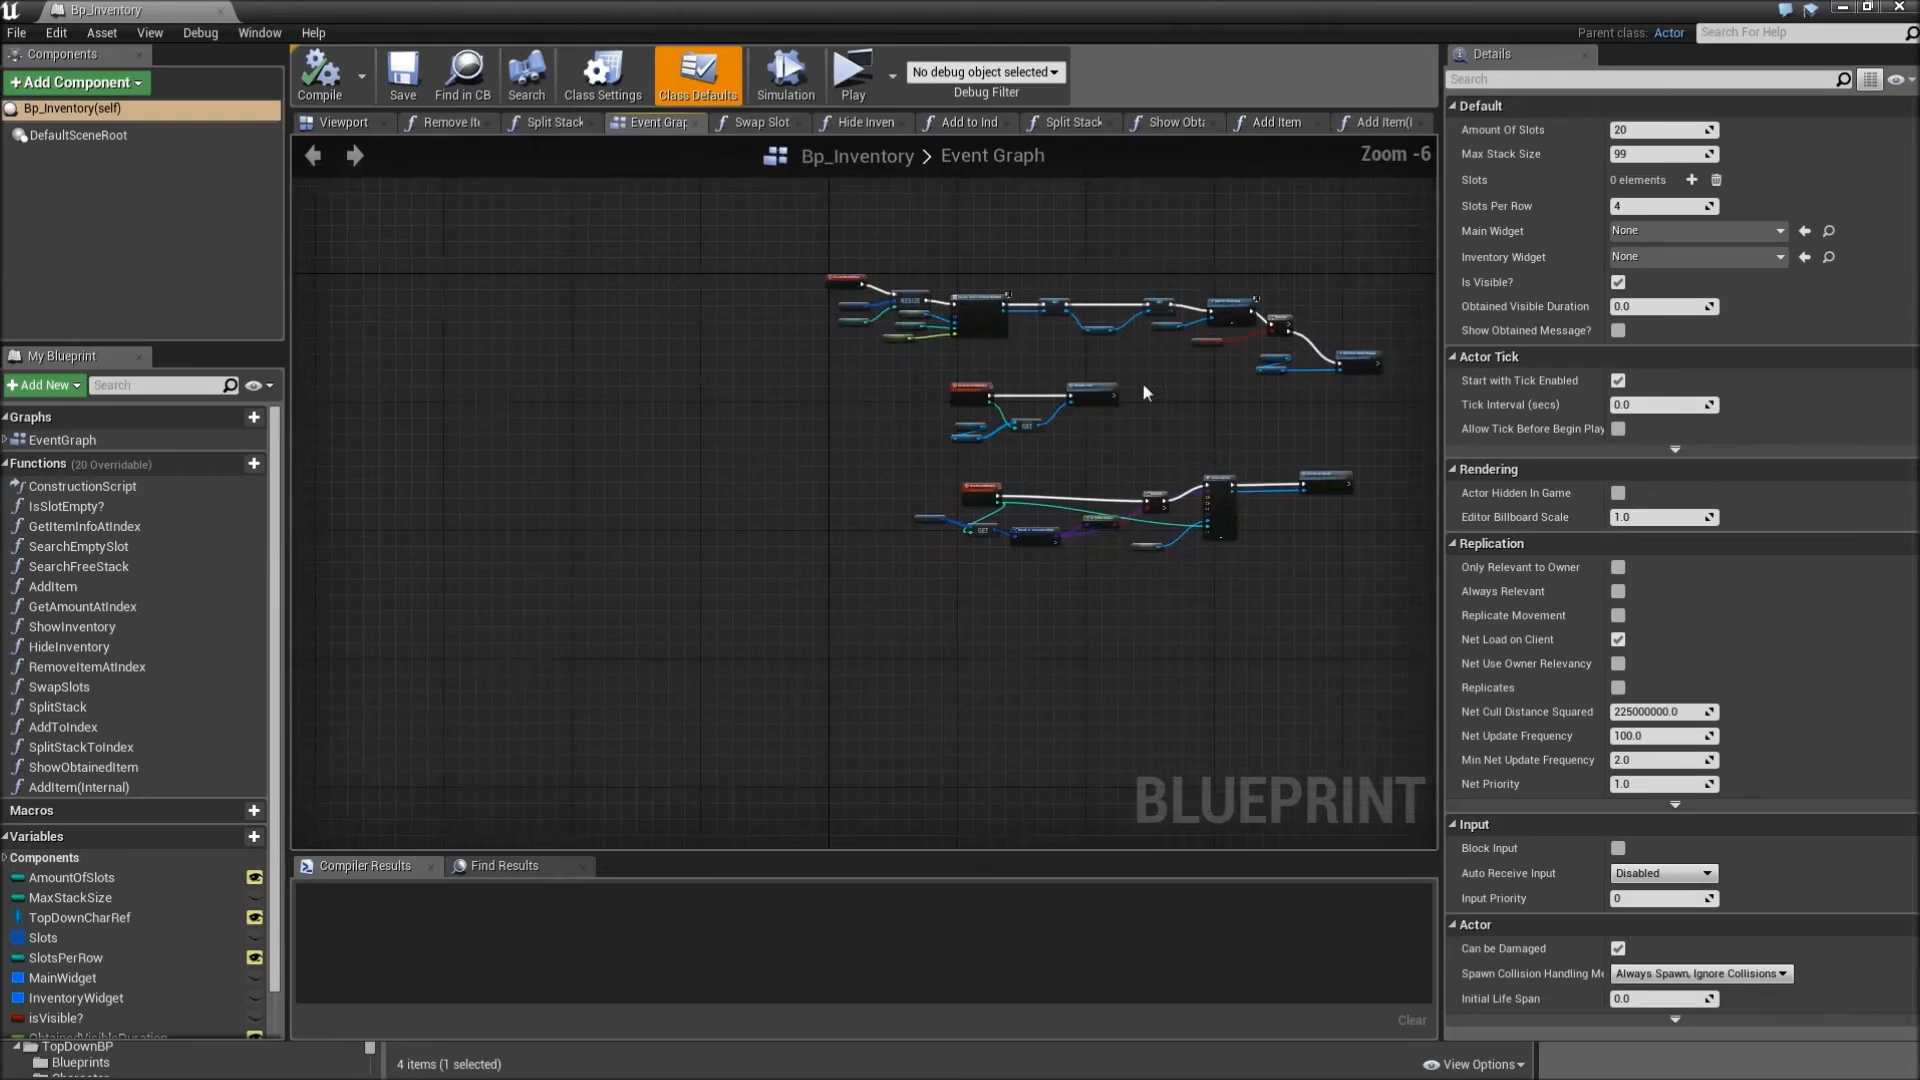 Bp_Inventory
File Edit Asset View Debug Window Help
Parent class: Actor
Search For Help
Components
+Add Component
Bp_Inventory(self)
DefaultSceneRoot
Compile
Save
Find in CB
Search
Class Settings
Class Defaults
Simulation
Play
No debug object selected
Debug Filter
Viewport
Remove Ite
Split Stack
Event Grap
Swap Slot
Hide Inven
Add to Ind
Split Stack
Show Obta
Add Item
Add Item(I
Bp_Inventory > Event Graph
Zoom -6
RESIZE
GET
GET
BLUEPRINT
My Blueprint
+Add New
Search
Graphs
EventGraph
Functions (20 Overridable)
ConstructionScript
IsSlotEmpty?
GetItemInfoAtIndex
SearchEmptySlot
SearchFreeStack
AddItem
GetAmountAtIndex
ShowInventory
HideInventory
RemoveItemAtIndex
SwapSlots
SplitStack
AddToIndex
SplitStackToIndex
ShowObtainedItem
AddItem(Internal)
Macros
Variables
Components
AmountOfSlots
MaxStackSize
TopDownCharRef
Slots
SlotsPerRow
MainWidget
InventoryWidget
isVisible?
ObtainedVisibleDuration
TopDownBP
Blueprints
Compiler Results
Find Results
Clear
4 items (1 selected)
View Options
Details
Search
Default
Amount Of Slots 20
Max Stack Size 99
Slots 0 elements
Slots Per Row 4
Main Widget None
Inventory Widget None
Is Visible?
Obtained Visible Duration 0.0
Show Obtained Message?
Actor Tick
Start with Tick Enabled
Tick Interval (secs) 0.0
Allow Tick Before Begin Play
Rendering
Actor Hidden In Game
Editor Billboard Scale 1.0
Replication
Only Relevant to Owner
Always Relevant
Replicate Movement
Net Load on Client
Net Use Owner Relevancy
Replicates
Net Cull Distance Squared 225000000.0
Net Update Frequency 100.0
Min Net Update Frequency 2.0
Net Priority 1.0
Input
Block Input
Auto Receive Input Disabled
Input Priority 0
Actor
Can be Damaged
Spawn Collision Handling Me Always Spawn, Ignore Collisions
Initial Life Span 0.0